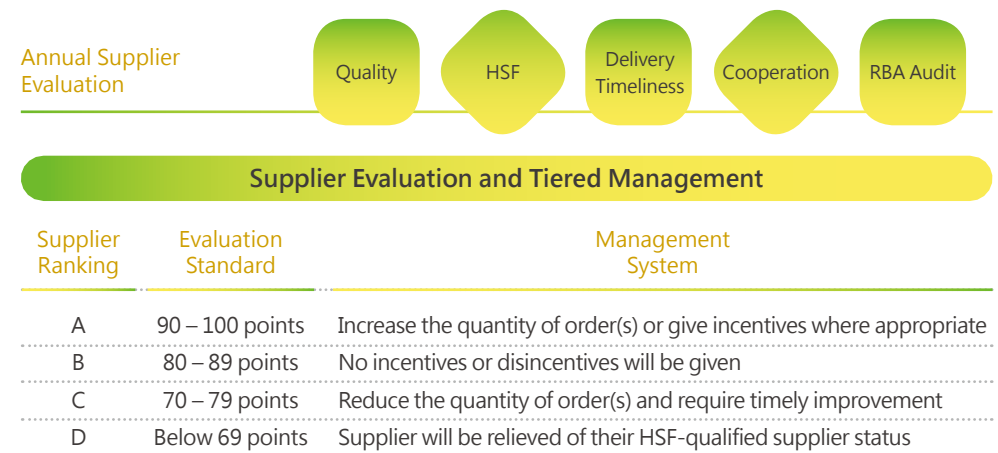 Annual Supplier
Evaluation
Quality
HSF
Delivery
Timeliness
Cooperation
RBA Audit
Supplier Evaluation and Tiered Management
Supplier
Ranking
Evaluation
Standard
Management
System
A 90 – 100 points Increase the quantity of order(s) or give incentives where appropriate
B 80 – 89 points No incentives or disincentives will be given
C 70 – 79 points Reduce the quantity of order(s) and require timely improvement
D Below 69 points Supplier will be relieved of their HSF-qualified supplier status